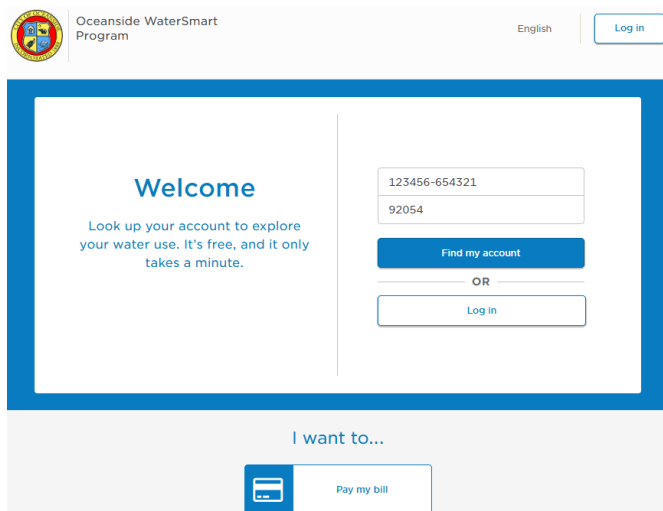 Oceanside WaterSmart
Program
English
Log in
Welcome
Look up your account to explore
your water use. It's free, and it only
takes a minute.
123456-654321
92054
Find my account
OR
Log in
I want to...
Pay my bill